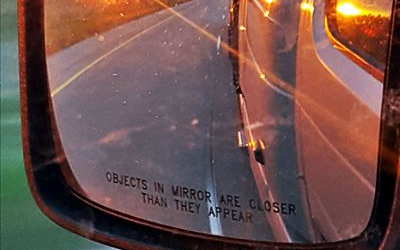 OBJECTS IN MIRROR ARE CLOSER
THAN THEY APPEAR